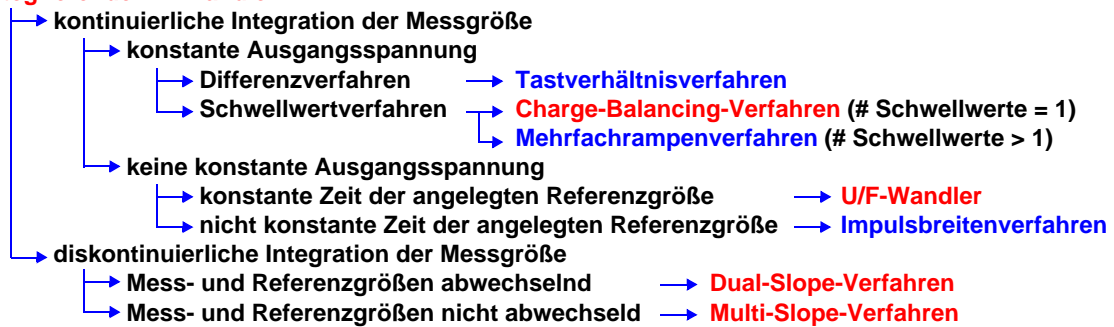 kontinuierliche Integration der Messgröße
konstante Ausgangsspannung
Differenzverfahren Tastverhältnisverfahren
Schwellwertverfahren Charge-Balancing-Verfahren (# Schwellwerte = 1)
Mehrfachrampenverfahren (# Schwellwerte > 1)
keine konstante Ausgangsspannung
konstante Zeit der angelegten Referenzgröße U/F-Wandler
nicht konstante Zeit der angelegten Referenzgröße Impulsbreitenverfahren
diskontinuierliche Integration der Messgröße
Mess- und Referenzgrößen abwechselnd Dual-Slope-Verfahren
Mess- und Referenzgrößen nicht abwechseld Multi-Slope-Verfahren